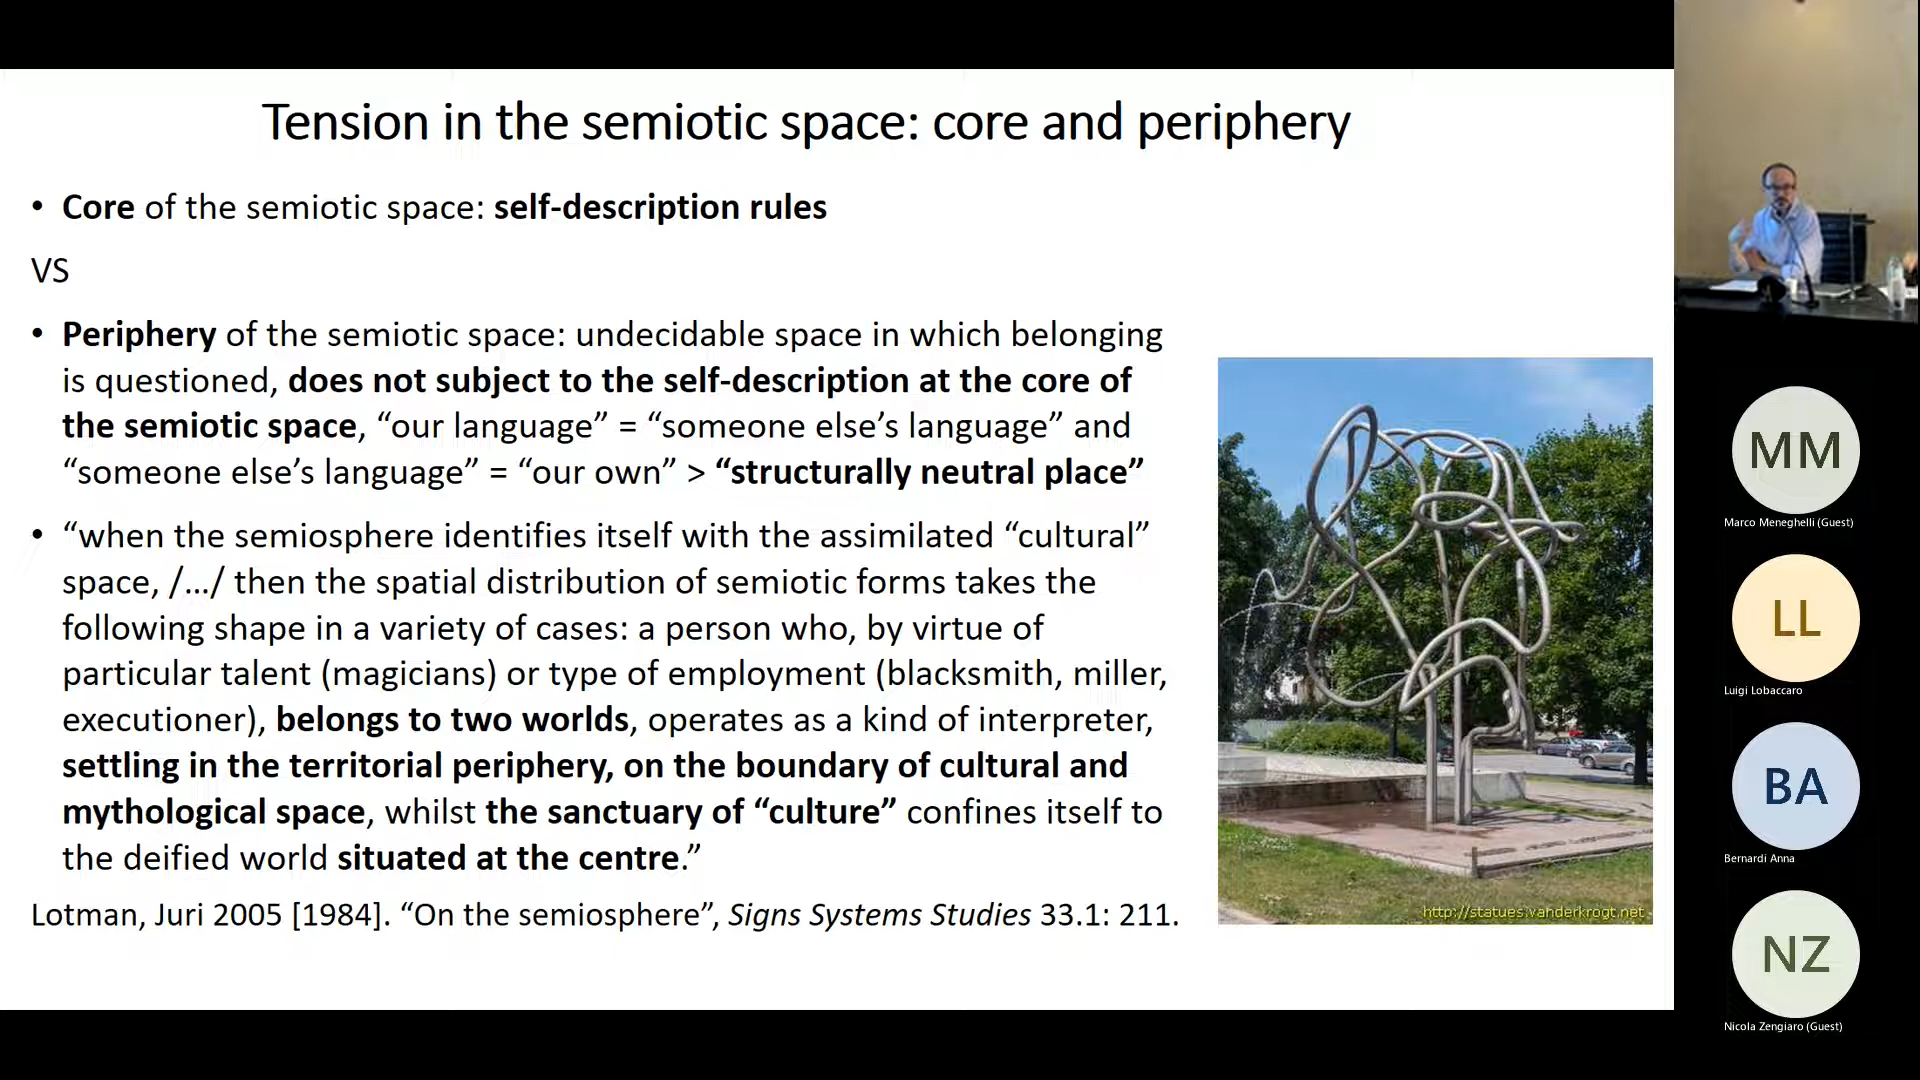 Tension in the semiotic space: core and periphery
• Core of the semiotic space: self-description rules
VS
• Periphery of the semiotic space: undecidable space in which belonging
is questioned, does not subject to the self-description at the core of
the semiotic space, “our language” = “someone else’s language” and
“someone else’s language” = “our own” > “structurally neutral place”
• “when the semiosphere identifies itself with the assimilated “cultural”
space, /…/ then the spatial distribution of semiotic forms takes the
following shape in a variety of cases: a person who, by virtue of
particular talent (magicians) or type of employment (blacksmith, miller,
executioner), belongs to two worlds, operates as a kind of interpreter,
settling in the territorial periphery, on the boundary of cultural and
mythological space, whilst the sanctuary of “culture” confines itself to
the deified world situated at the centre.”
Lotman, Juri 2005 [1984]. “On the semiosphere”, Signs Systems Studies 33.1: 211.
http://statues.vanderkrogt.net
MM
Marco Meneghelli (Guest)
LL
Luigi Lobaccaro
BA
Bernardi Anna
NZ
Nicola Zengiaro (Guest)